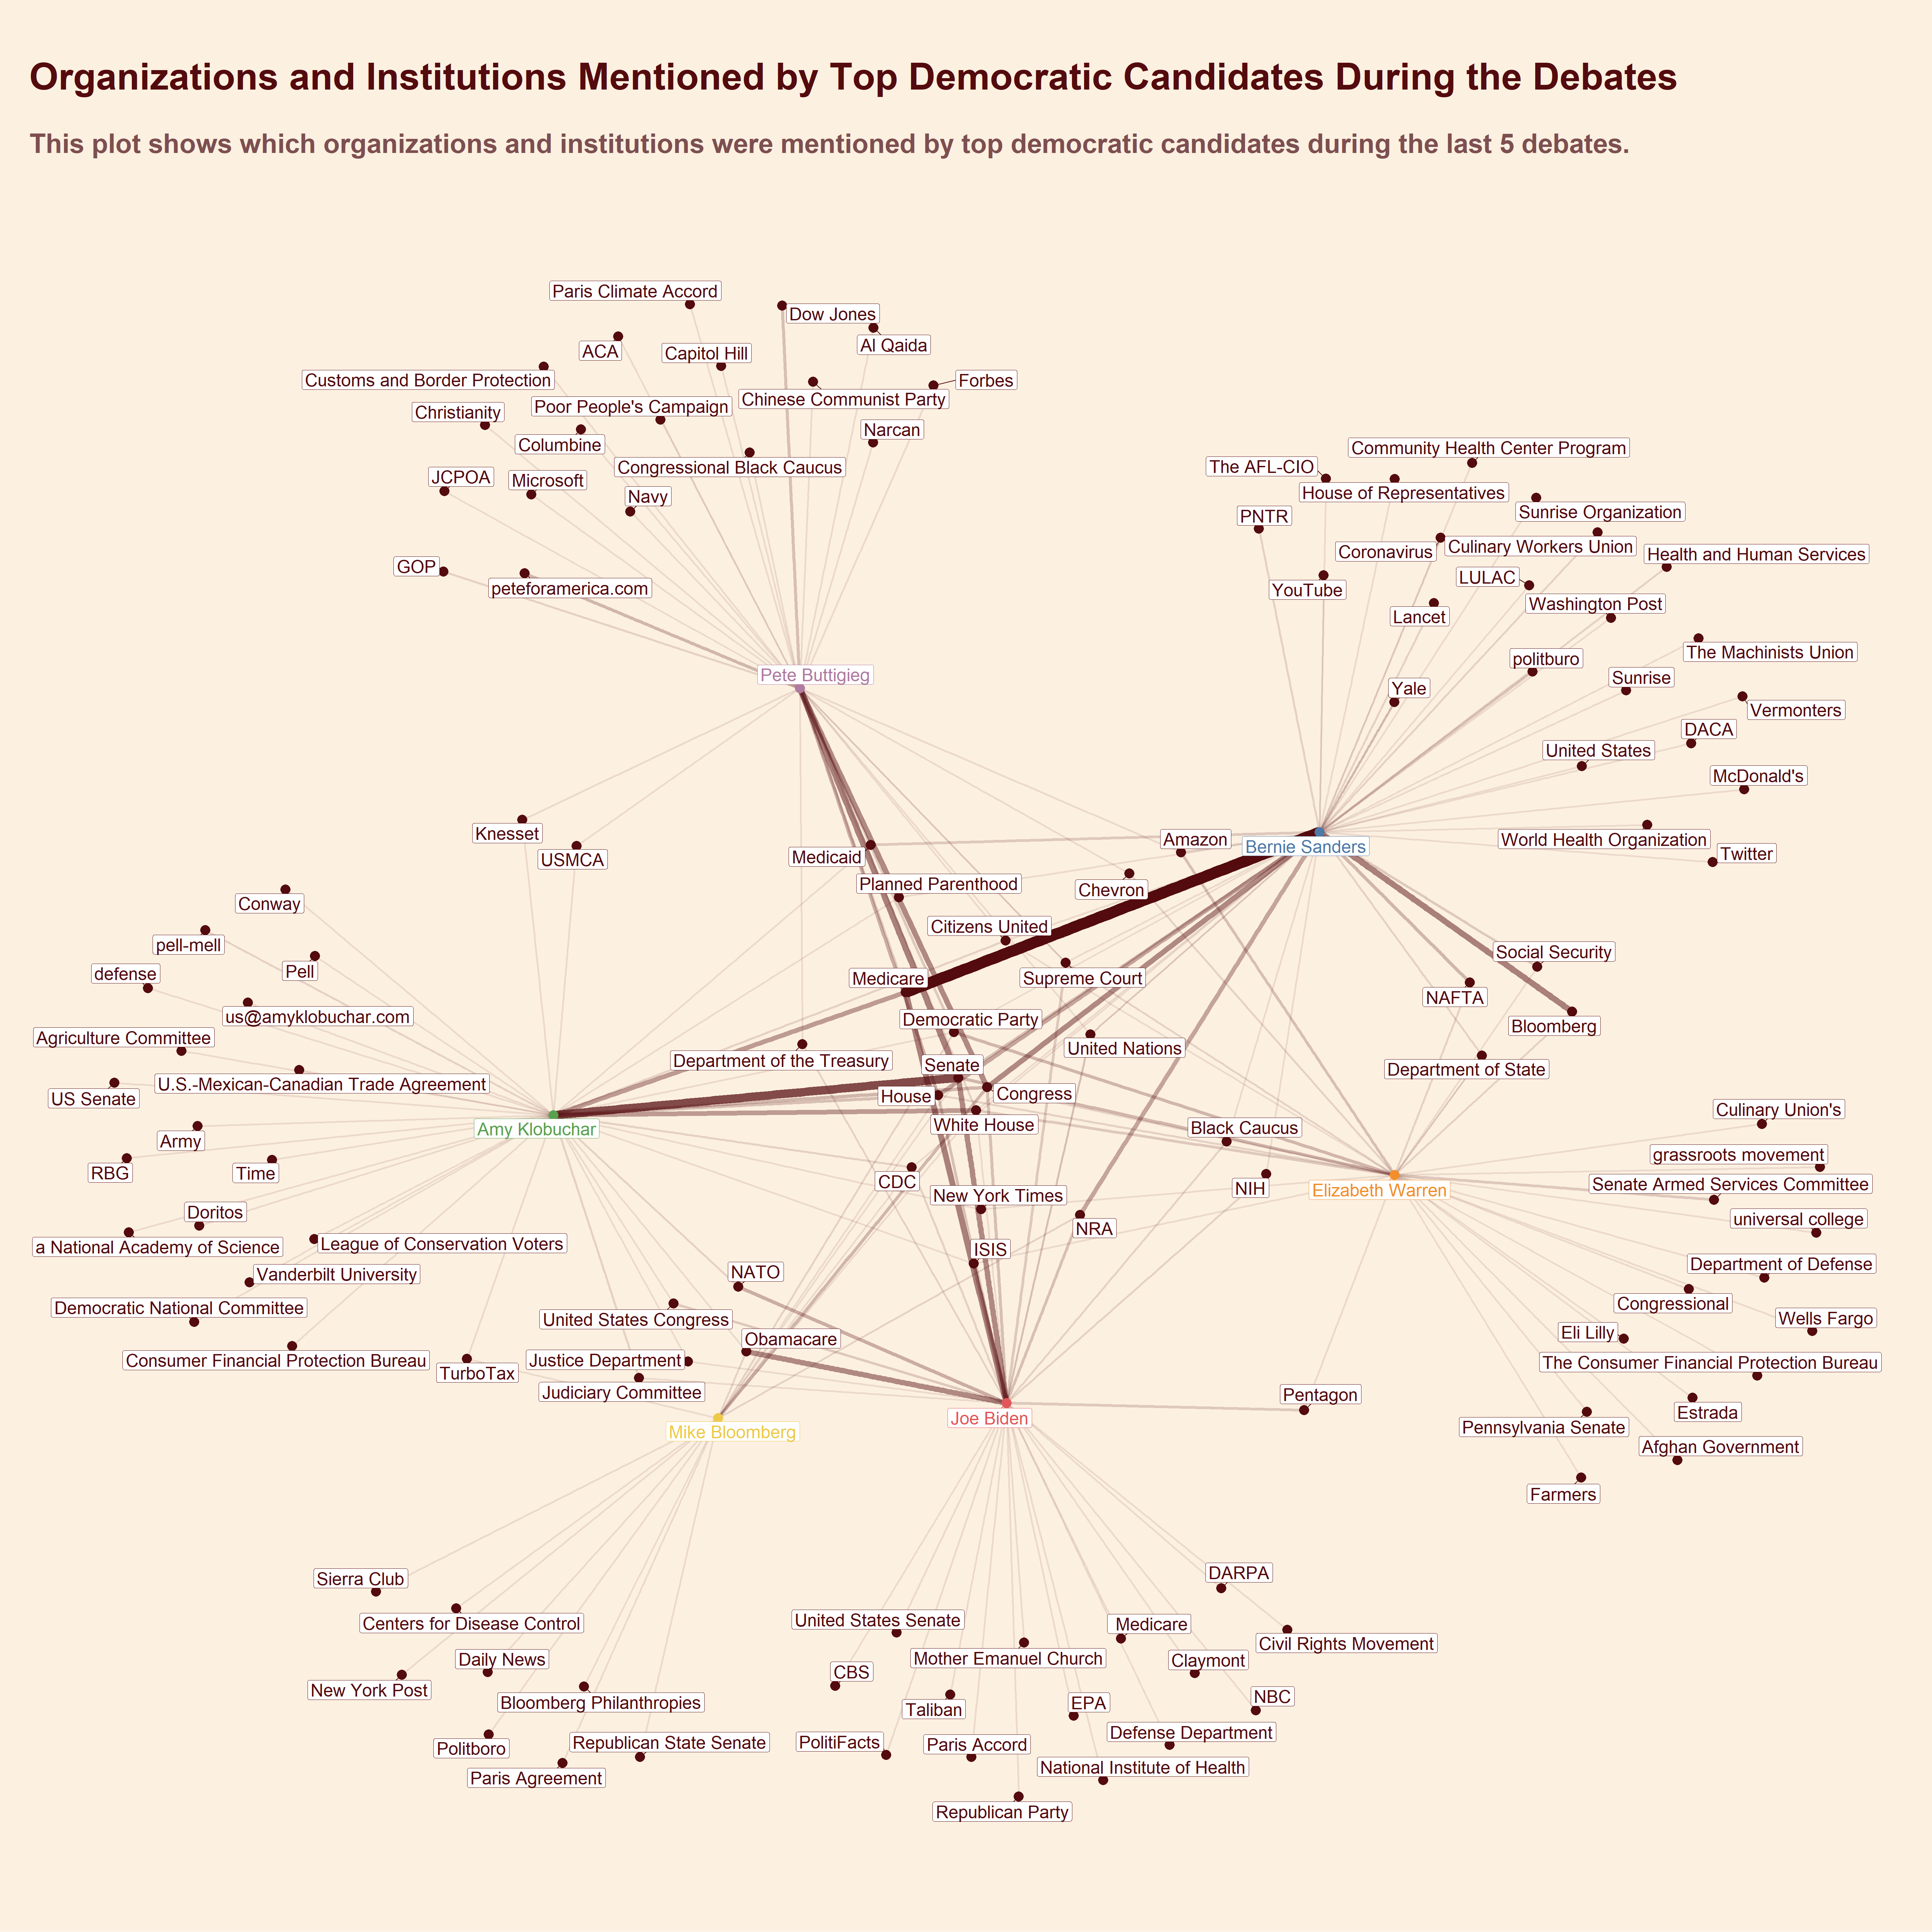 Organizations and Institutions Mentioned by Top Democratic Candidates During the Debates
This plot shows which organizations and institutions were mentioned by top democratic candidates during the last 5 debates.
Paris Climate Accord
Dow Jones
ACA
Capitol Hill
Al Qaida
Customs and Border Protection
Forbes
Chinese Communist Party
Christianity
Poor People's Campaign
Narcan
Columbine
Congressional Black Caucus
JCPOA
Microsoft
Navy
GOP
peteforamerica.com
Pete Buttigieg
Community Health Center Program
The AFL-CIO
House of Representatives
PNTR
Sunrise Organization
Coronavirus
Culinary Workers Union
Health and Human Services
YouTube
LULAC
Lancet
Washington Post
politburo
The Machinists Union
Yale
Sunrise
Vermonters
DACA
United States
McDonald's
Knesset
USMCA
Medicaid
Amazon
Bernie Sanders
World Health Organization
Twitter
Planned Parenthood
Chevron
Citizens United
Conway
pell-mell
Pell
defense
us@amyklobuchar.com
Medicare
Supreme Court
Social Security
NAFTA
Bloomberg
Agriculture Committee
Democratic Party
United Nations
Department of the Treasury
Senate
Department of State
U.S.-Mexican-Canadian Trade Agreement
US Senate
House
Congress
Amy Klobuchar
White House
Black Caucus
Culinary Union's
Army
RBG
Time
grassroots movement
CDC
NIH
Elizabeth Warren
Senate Armed Services Committee
New York Times
Doritos
NRA
universal college
a National Academy of Science
League of Conservation Voters
ISIS
Vanderbilt University
NATO
Department of Defense
Democratic National Committee
United States Congress
Congressional
Wells Fargo
Obamacare
Eli Lilly
Consumer Financial Protection Bureau
TurboTax
Justice Department
The Consumer Financial Protection Bureau
Judiciary Committee
Pentagon
Mike Bloomberg
Joe Biden
Pennsylvania Senate
Estrada
Afghan Government
Farmers
Sierra Club
DARPA
Centers for Disease Control
United States Senate
Medicare
Civil Rights Movement
Daily News
Mother Emanuel Church
Claymont
New York Post
CBS
Bloomberg Philanthropies
Taliban
EPA
NBC
Defense Department
Politboro
Republican State Senate
PolitiFacts
Paris Accord
Paris Agreement
National Institute of Health
Republican Party